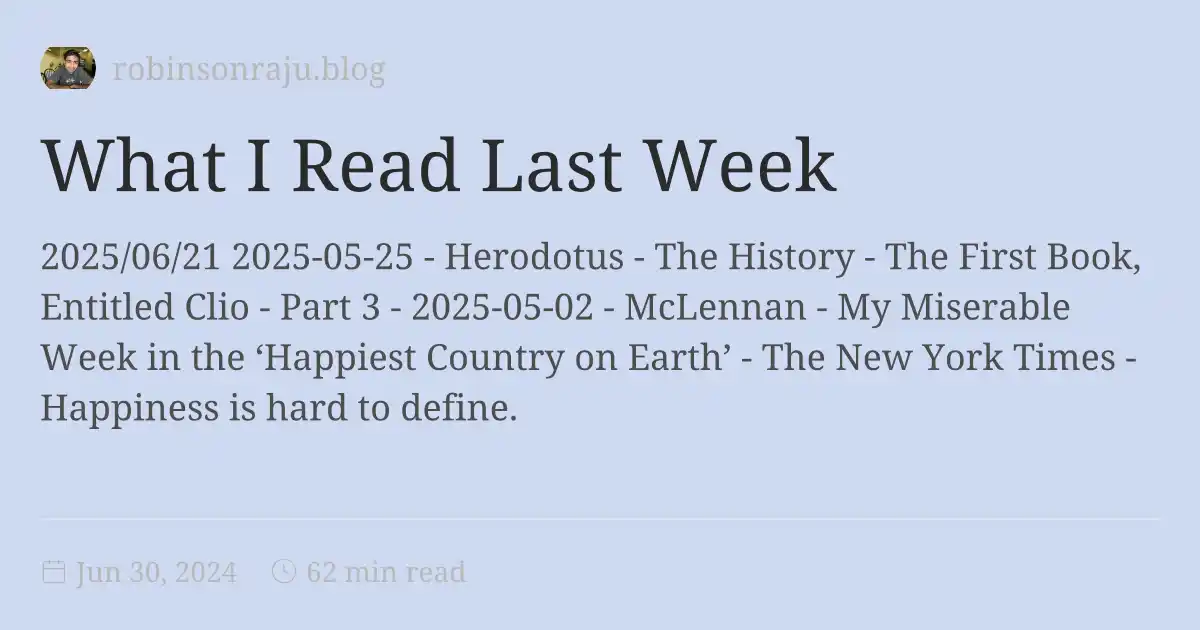 robinsonraju.blog
What I Read Last Week
2025/06/21 2025-05-25 - Herodotus - The History - The First Book,
Entitled Clio - Part 3 - 2025-05-02 - McLennan - My Miserable
Week in the ‘Happiest Country on Earth’ - The New York Times -
Happiness is hard to define.
Jun 30, 2024 62 min read